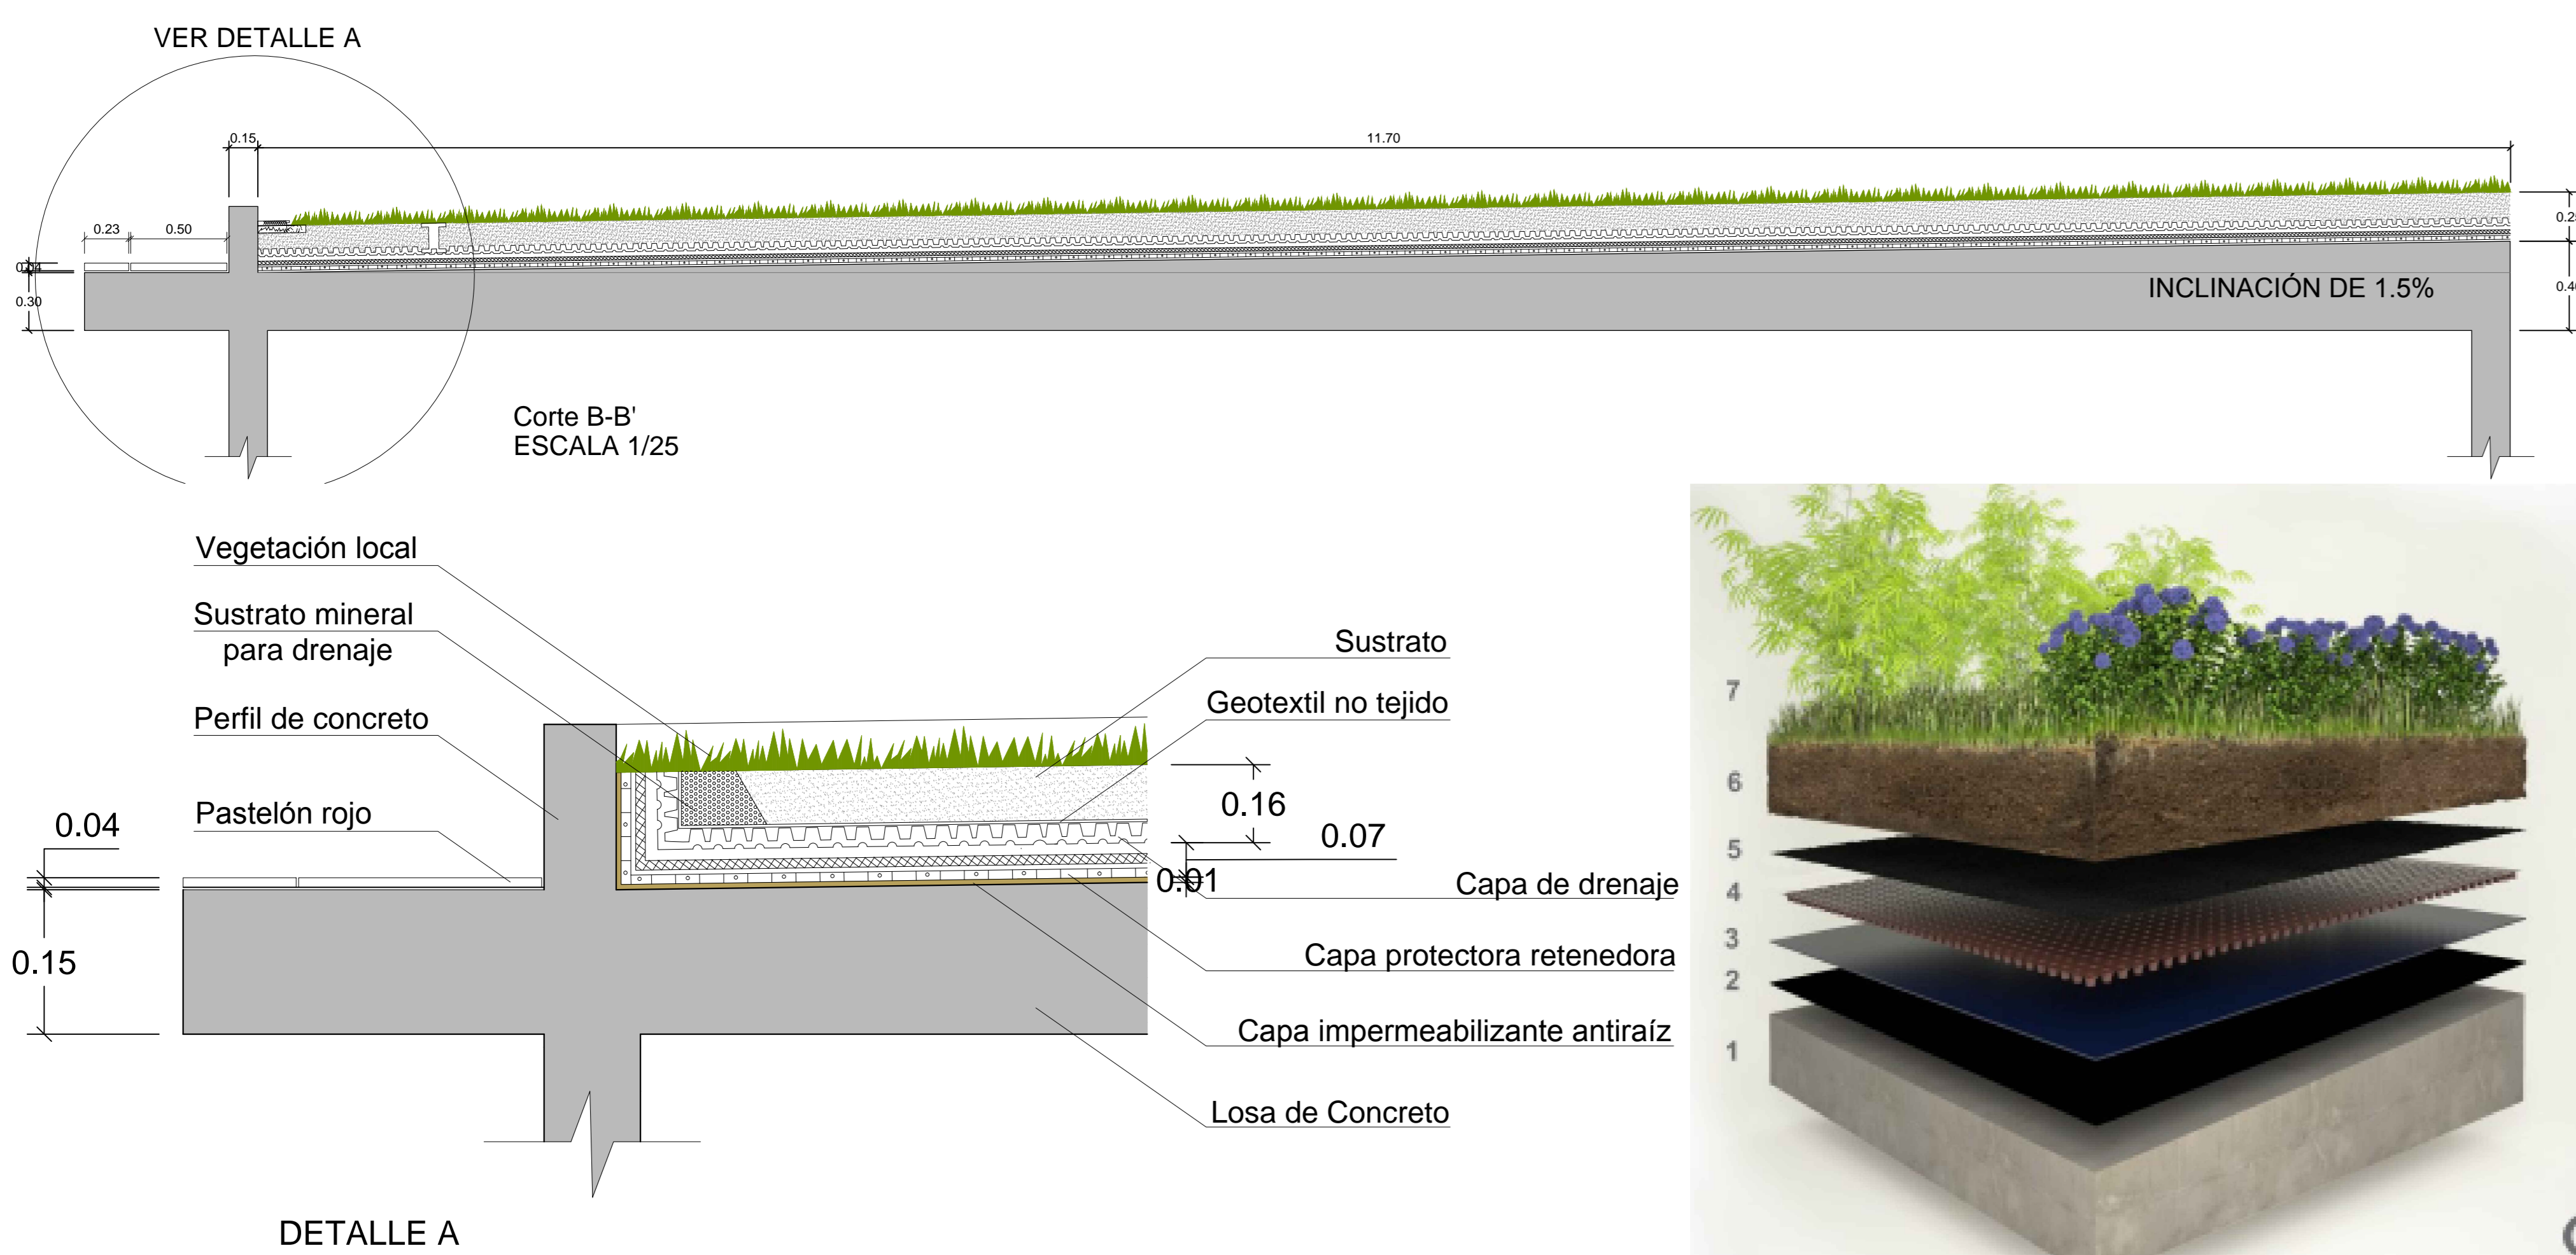 VER DETALLE A
0.15
11.70
0.23
0.50
0.04
0.30
INCLINACIÓN DE 1.5%
Corte B-B'
ESCALA 1/25
Vegetación local
Sustrato mineral
para drenaje
Perfil de concreto
Pastelón rojo
0.04
0.15
Sustrato
Geotextil no tejido
0.16
0.07
0.01
Capa de drenaje
Capa protectora retenedora
Capa impermeabilizante antiraíz
Losa de Concreto
DETALLE A
7
6
5
4
3
2
1